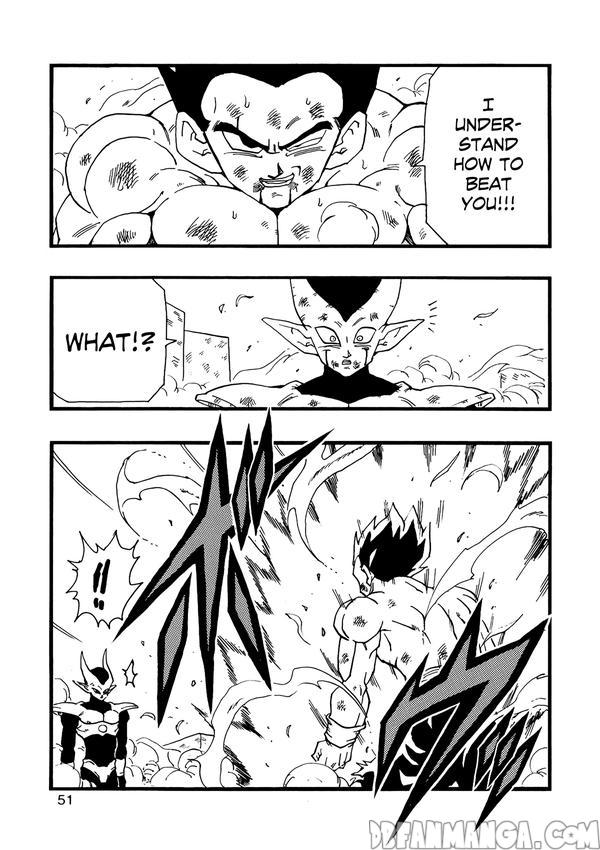 I
UNDER-
STAND
HOW TO
BEAT
YOU!!!
WHAT!?
!!
51
DBFANMANGA.COM